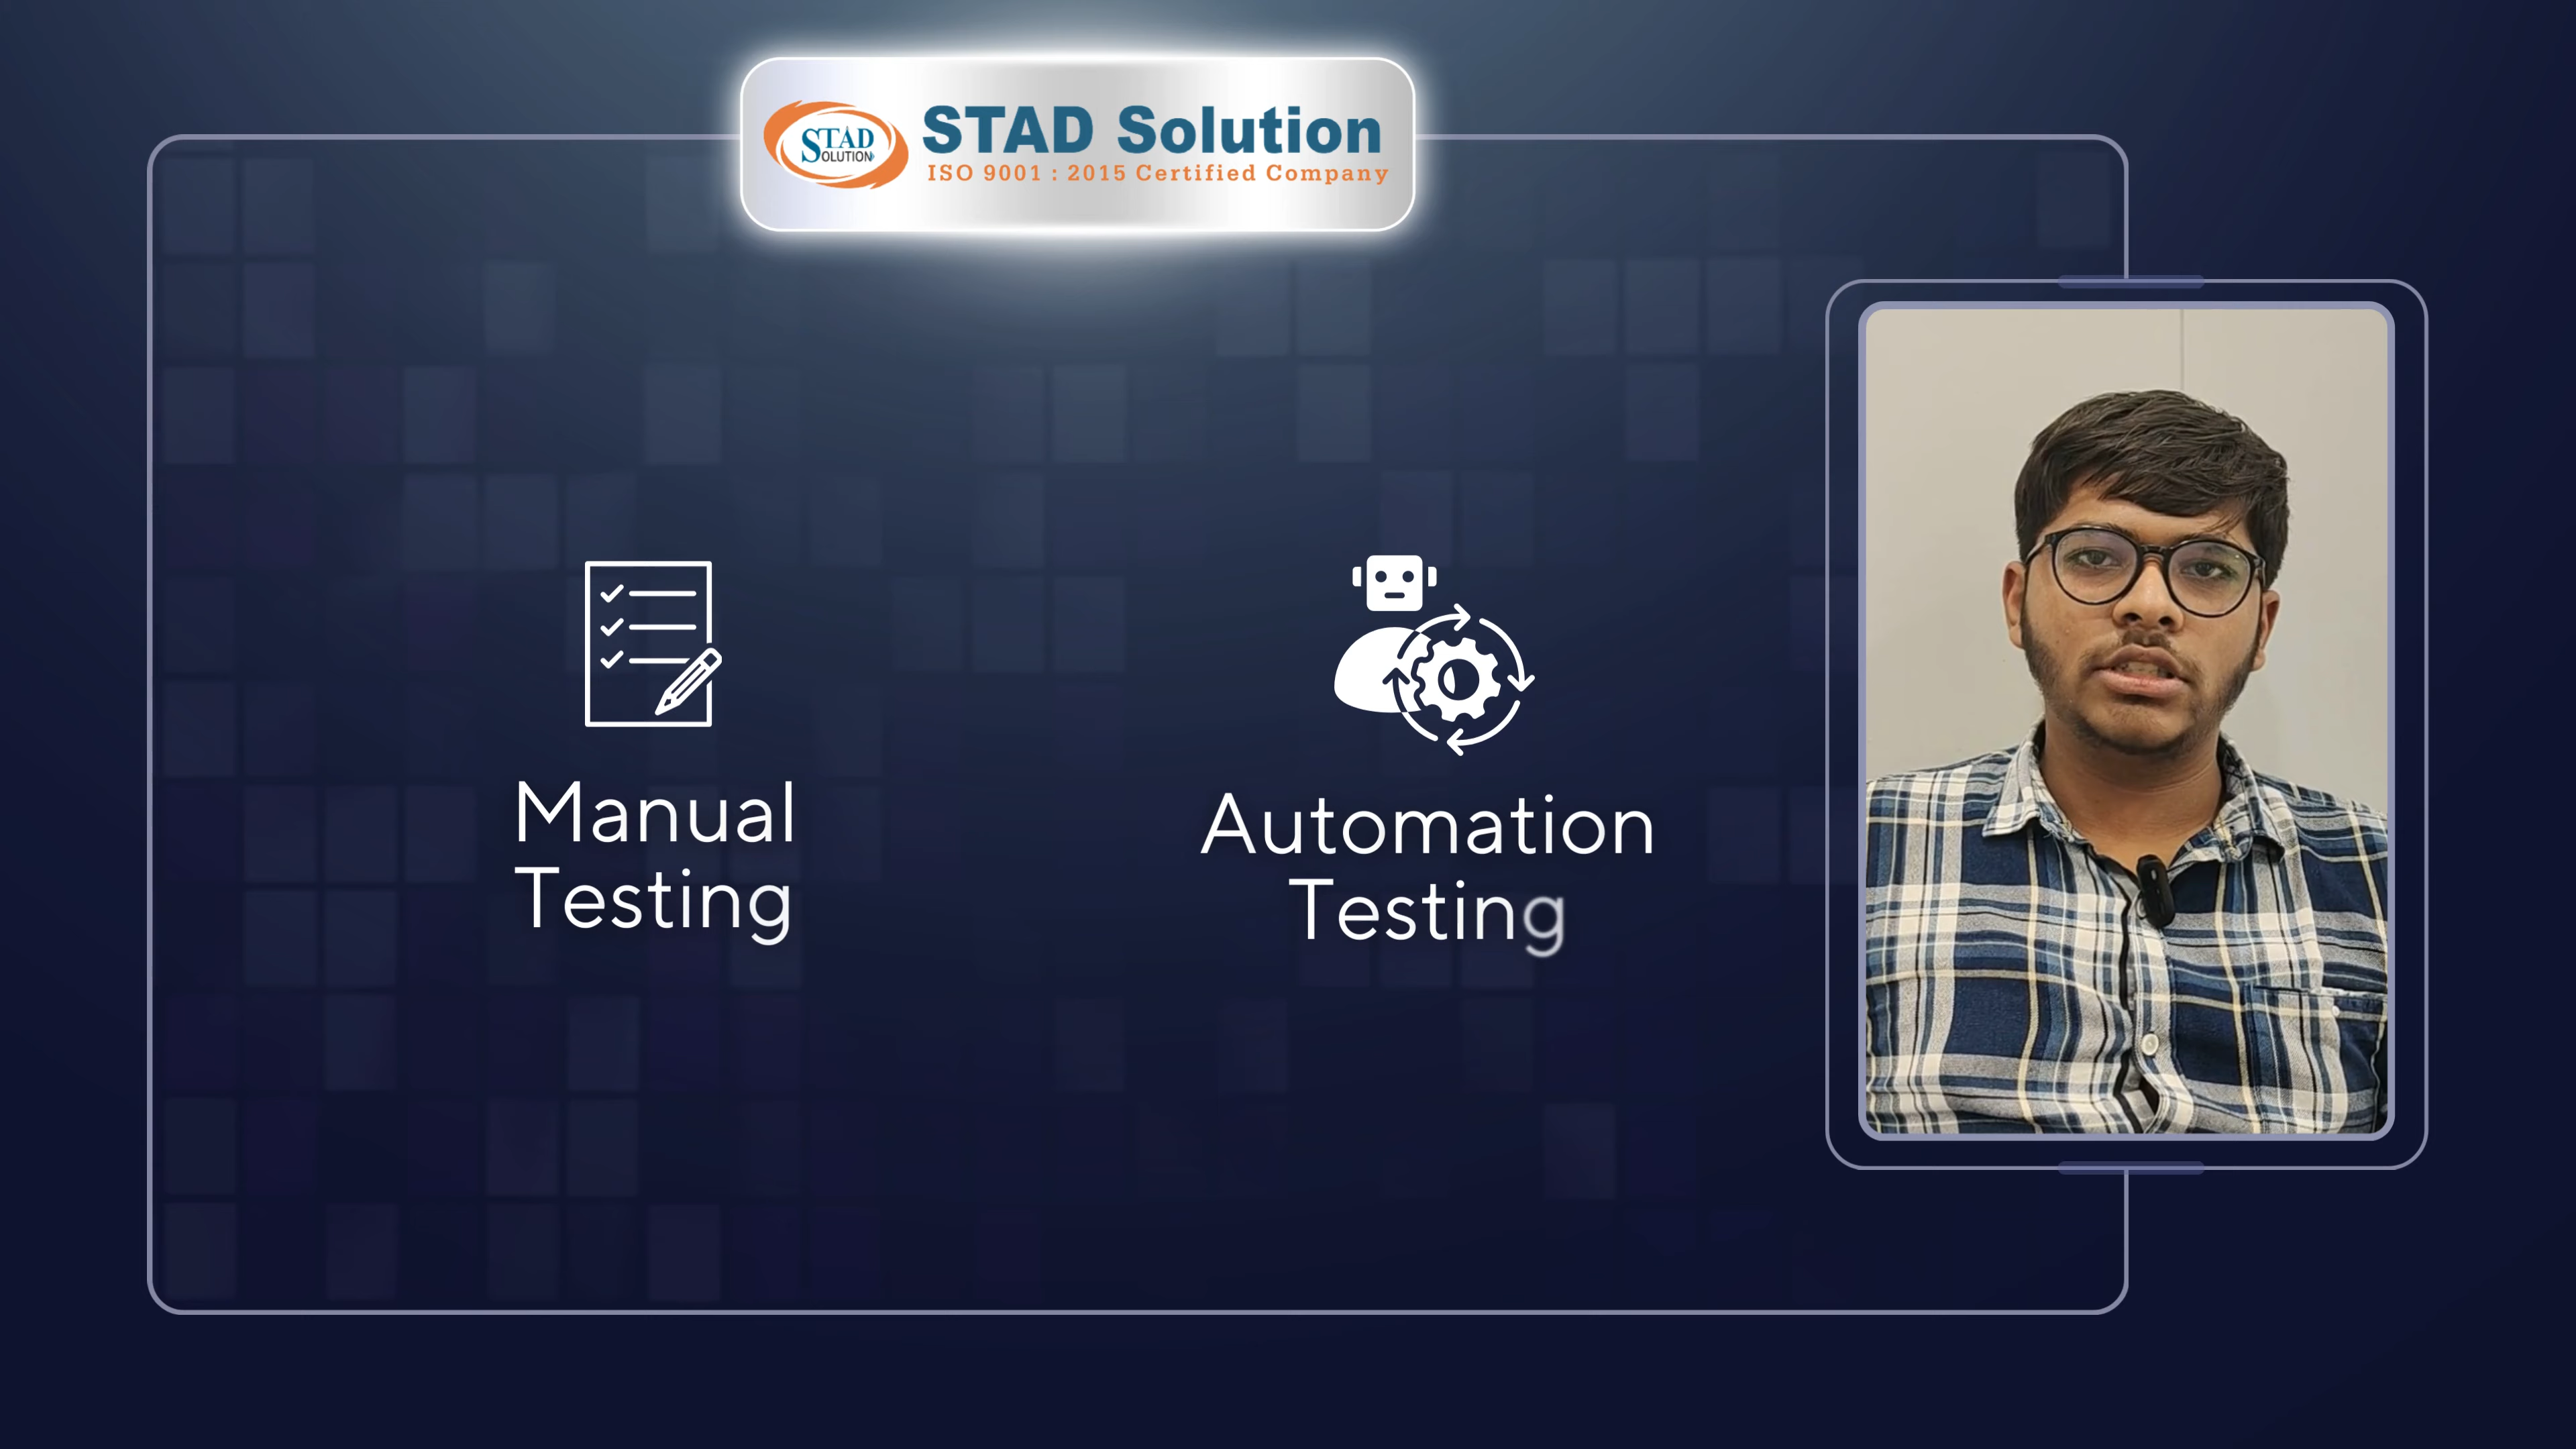 STAD
SOLUTION
STAD Solution
ISO 9001 : 2015 Certified Company
Manual
Testing
Automation
Testing